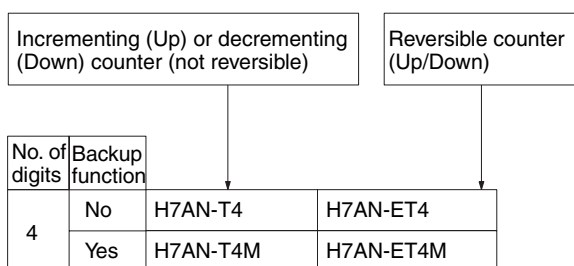 Incrementing (Up) or decrementing
(Down) counter (not reversible)
Reversible counter
(Up/Down)
No. of digits
Backup function
4
No
H7AN-T4
H7AN-ET4
Yes
H7AN-T4M
H7AN-ET4M